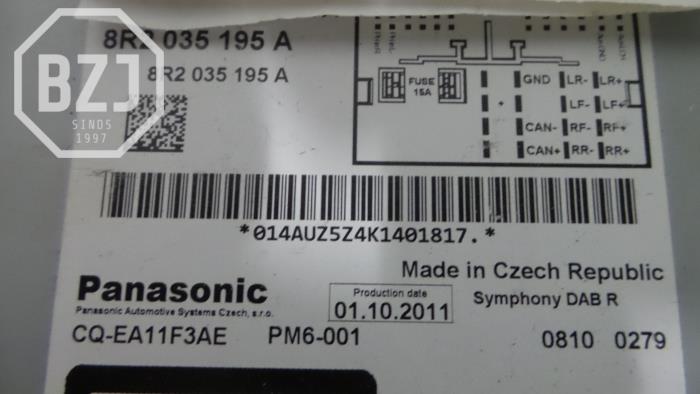 8R2 035 195 A
8R2 035 195 A
BZJ
SINDS
1997
FUSE
15A
+
GND LR- LR+
LF- LF+
CAN- RF- RF+
CAN+ RR- RR+
*014AUZ5Z4K1401817.*
Made in Czech Republic
Panasonic
Panasonic Automotive Systems Czech, s.r.o.
Production date
01.10.2011
Symphony DAB R
CQ-EA11F3AE PM6-001
0810 0279